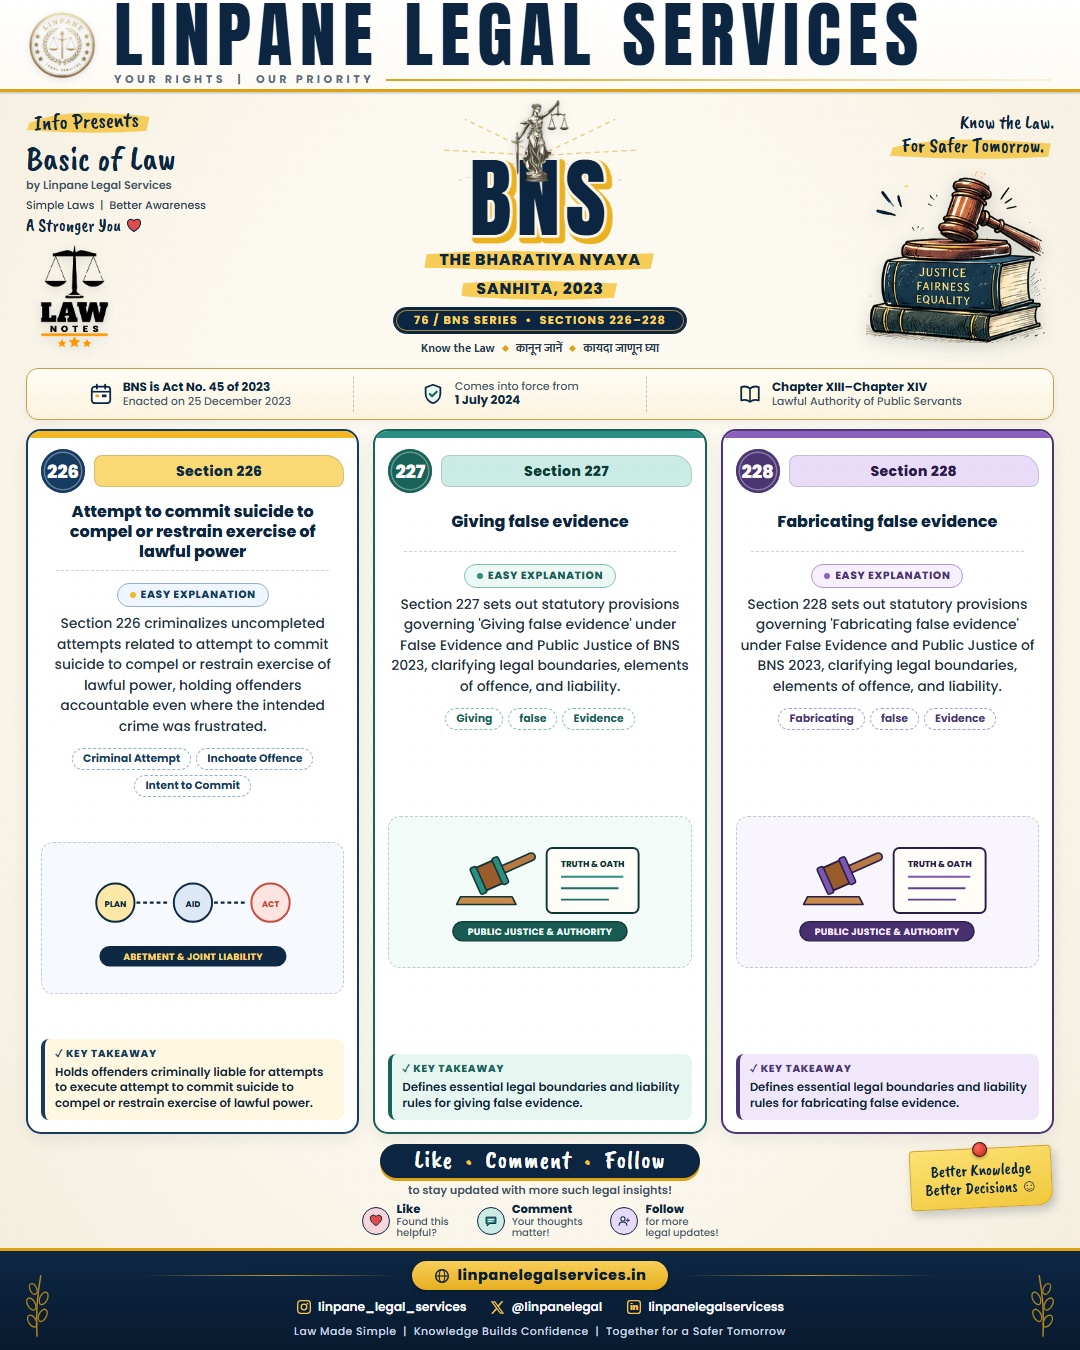 LINPANE LEGAL SERVICES
YOUR RIGHTS | OUR PRIORITY
Info Presents
Basic of Law
by Linpane Legal Services
Simple Laws | Better Awareness
A Stronger You
LAW
NOTES
BNS
THE BHARATIYA NYAYA
SANHITA, 2023
76 / BNS SERIES • SECTIONS 226–228
Know the Law ◆ कानून जानें ◆ कायदा जाणून घ्या
Know the Law.
For Safer Tomorrow.
JUSTICE
FAIRNESS
EQUALITY
BNS is Act No. 45 of 2023
Enacted on 25 December 2023
Comes into force from
1 July 2024
Chapter XIII–Chapter XIV
Lawful Authority of Public Servants
226
Section 226
Attempt to commit suicide to
compel or restrain exercise of
lawful power
EASY EXPLANATION
Section 226 criminalizes uncompleted
attempts related to attempt to commit
suicide to compel or restrain exercise of
lawful power, holding offenders
accountable even where the intended
crime was frustrated.
Criminal Attempt
Inchoate Offence
Intent to Commit
PLAN
AID
ACT
ABETMENT & JOINT LIABILITY
✓ KEY TAKEAWAY
Holds offenders criminally liable for attempts
to execute attempt to commit suicide to
compel or restrain exercise of lawful power.
227
Section 227
Giving false evidence
EASY EXPLANATION
Section 227 sets out statutory provisions
governing 'Giving false evidence' under
False Evidence and Public Justice of BNS
2023, clarifying legal boundaries, elements
of offence, and liability.
Giving
false
Evidence
TRUTH & OATH
PUBLIC JUSTICE & AUTHORITY
✓ KEY TAKEAWAY
Defines essential legal boundaries and liability
rules for giving false evidence.
228
Section 228
Fabricating false evidence
EASY EXPLANATION
Section 228 sets out statutory provisions
governing 'Fabricating false evidence'
under False Evidence and Public Justice of
BNS 2023, clarifying legal boundaries,
elements of offence, and liability.
Fabricating
false
Evidence
TRUTH & OATH
PUBLIC JUSTICE & AUTHORITY
✓ KEY TAKEAWAY
Defines essential legal boundaries and liability
rules for fabricating false evidence.
Like • Comment • Follow
to stay updated with more such legal insights!
Like
Found this
helpful?
Comment
Your thoughts
matter!
Follow
for more
legal updates!
Better Knowledge
Better Decisions ☺
linpanelegalservices.in
linpane_legal_services
@linpanelegal
linpanelegalservicess
Law Made Simple | Knowledge Builds Confidence | Together for a Safer Tomorrow